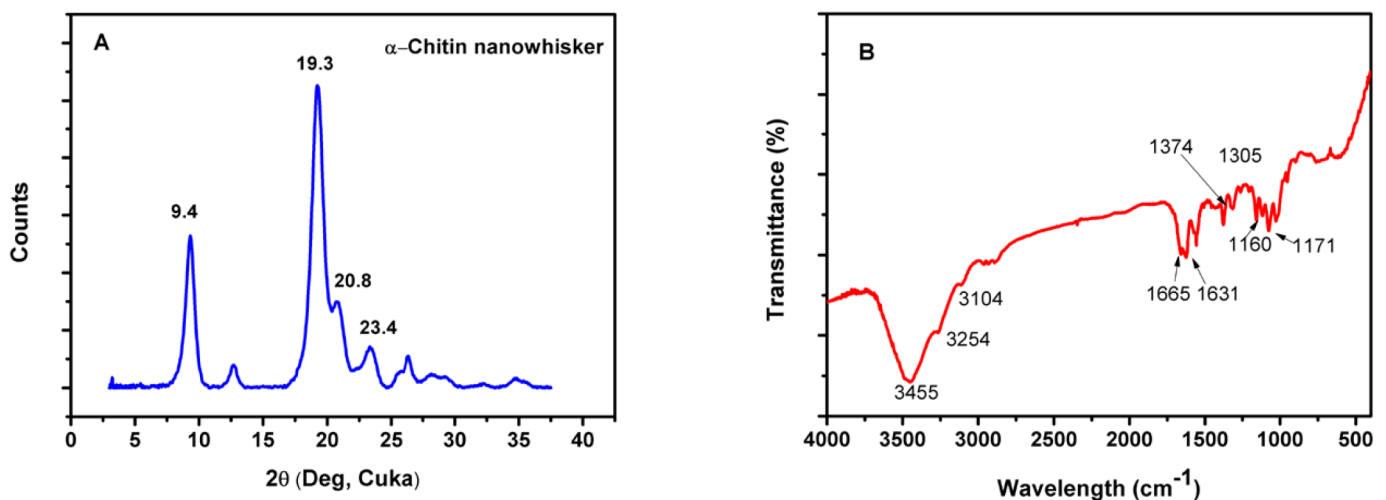 A
α–Chitin nanowhisker
19.3
9.4
20.8
23.4
Counts
0 5 10 15 20 25 30 35 40
2θ (Deg, Cuka)
B
1374
1305
1160
1171
1665
1631
3104
3254
3455
Transmittance (%)
4000 3500 3000 2500 2000 1500 1000 500
Wavelength (cm⁻¹)